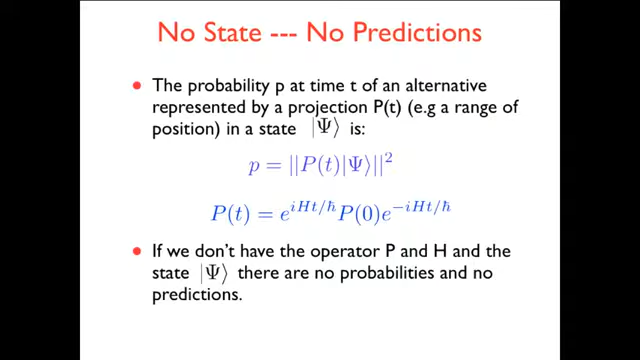 No State --- No Predictions
• The probability p at time t of an alternative
represented by a projection P(t) (e.g a range of
position) in a state |Ψ⟩ is:
p = ||P(t)|Ψ⟩||²
P(t) = e^{iHt/ℏ}P(0)e^{−iHt/ℏ}
• If we don't have the operator P and H and the
state |Ψ⟩ there are no probabilities and no
predictions.